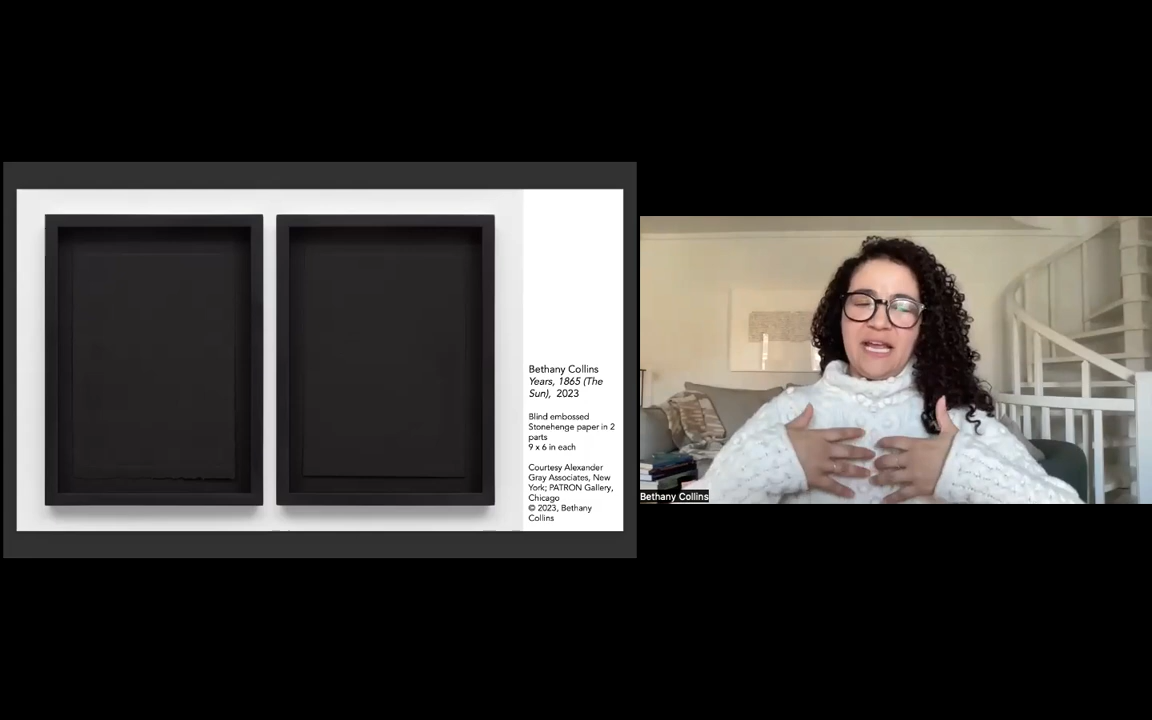 Bethany Collins
Years, 1865 (The
Sun), 2023
Blind embossed
Stonehenge paper in 2
parts
9 x 6 in each
Courtesy Alexander
Gray Associates, New
York; PATRON Gallery,
Chicago
© 2023, Bethany
Collins
Bethany Collins